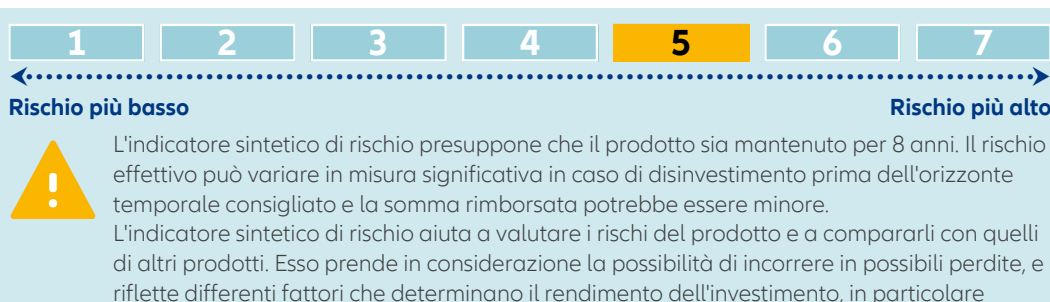 1 2 3 4 5 6 7
Rischio più basso Rischio più alto
L'indicatore sintetico di rischio presuppone che il prodotto sia mantenuto per 8 anni. Il rischio
effettivo può variare in misura significativa in caso di disinvestimento prima dell'orizzonte
temporale consigliato e la somma rimborsata potrebbe essere minore.
L'indicatore sintetico di rischio aiuta a valutare i rischi del prodotto e a compararli con quelli
di altri prodotti. Esso prende in considerazione la possibilità di incorrere in possibili perdite, e
riflette differenti fattori che determinano il rendimento dell'investimento, in particolare